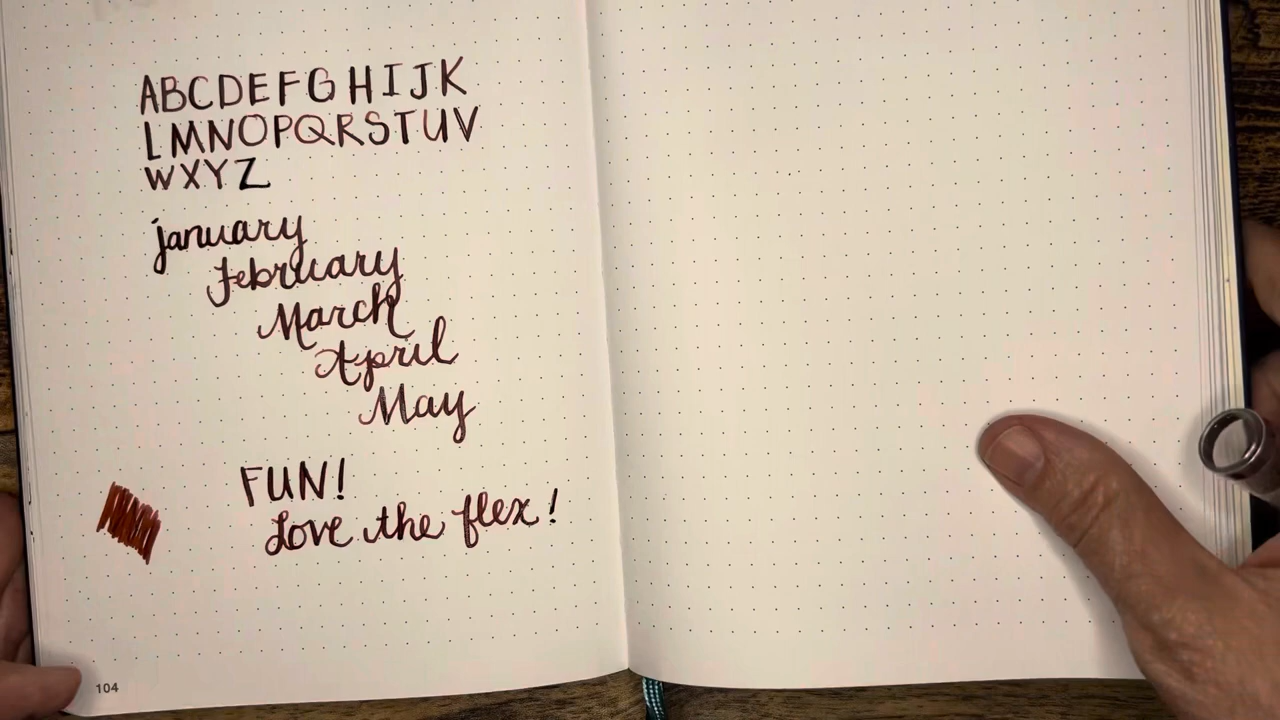 ABCDEFGHIJK
LMNOPQRSTUV
WXYZ
january
February
March
April
May
FUN!
Love the flex!
104